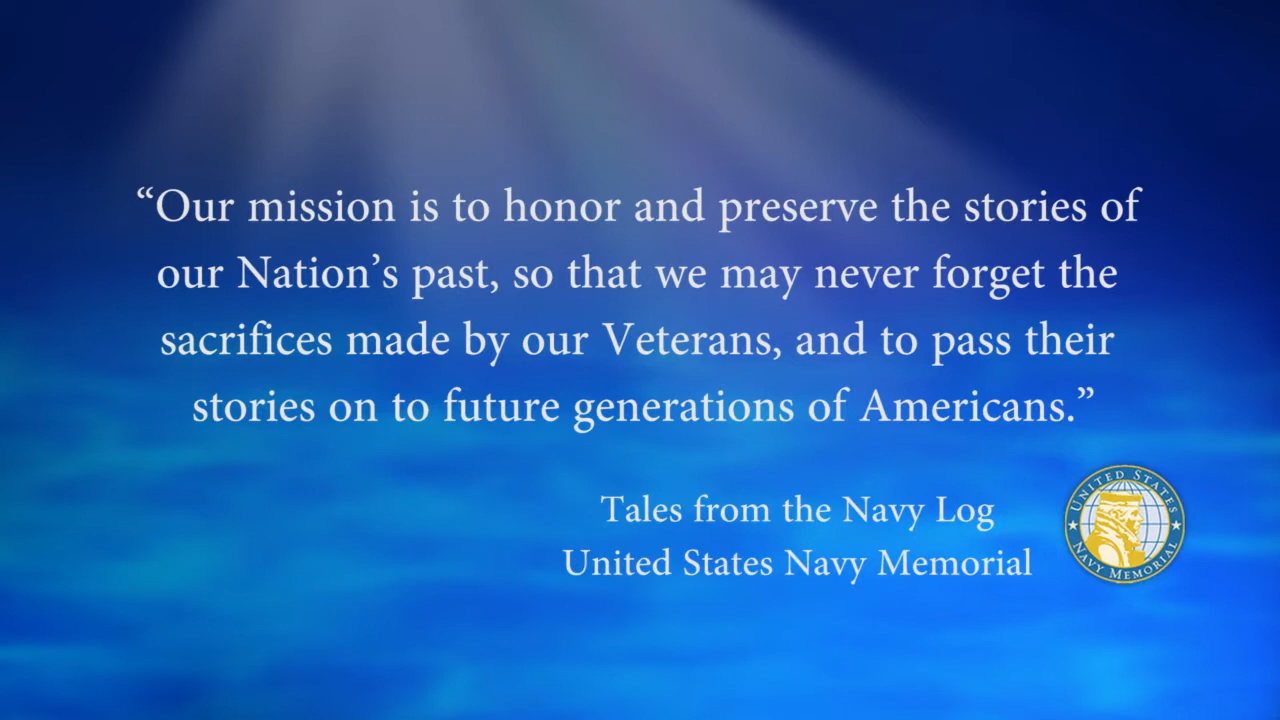 “Our mission is to honor and preserve the stories of
our Nation’s past, so that we may never forget the
sacrifices made by our Veterans, and to pass their
stories on to future generations of Americans.”
Tales from the Navy Log
United States Navy Memorial
UNITED STATES
NAVY MEMORIAL